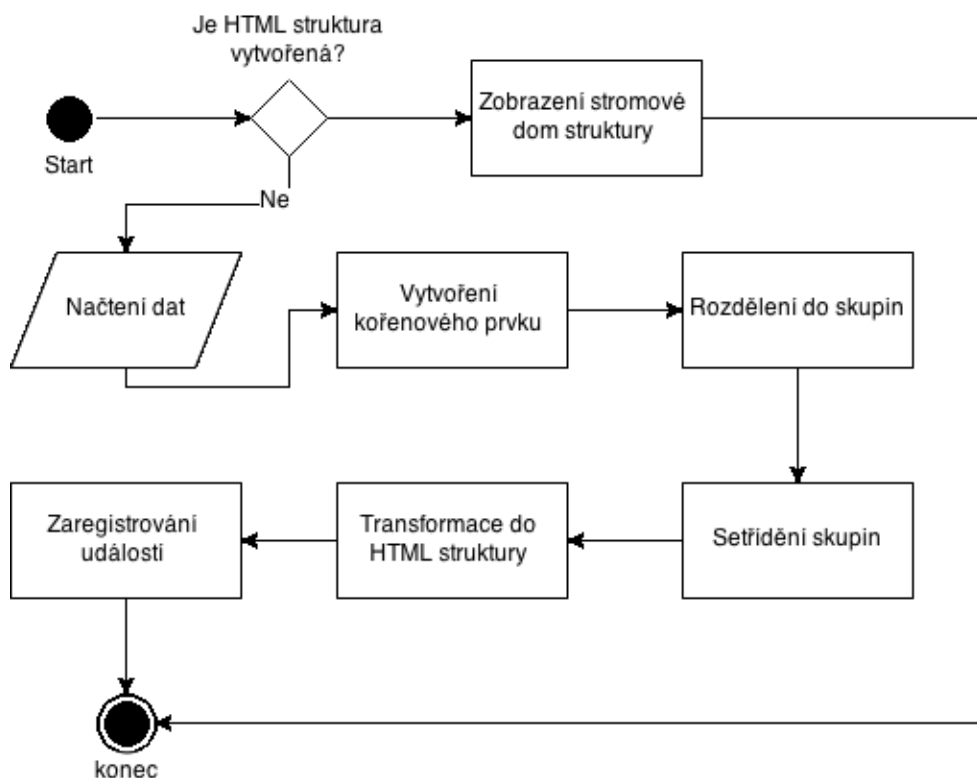 Je HTML struktura
vytvořená?
Start
Zobrazení stromové
dom struktury
Ne
Načtení dat
Vytvoření
kořenového prvku
Rozdělení do skupin
Zaregistrování
událostí
Transformace do
HTML struktury
Setřídění skupin
konec